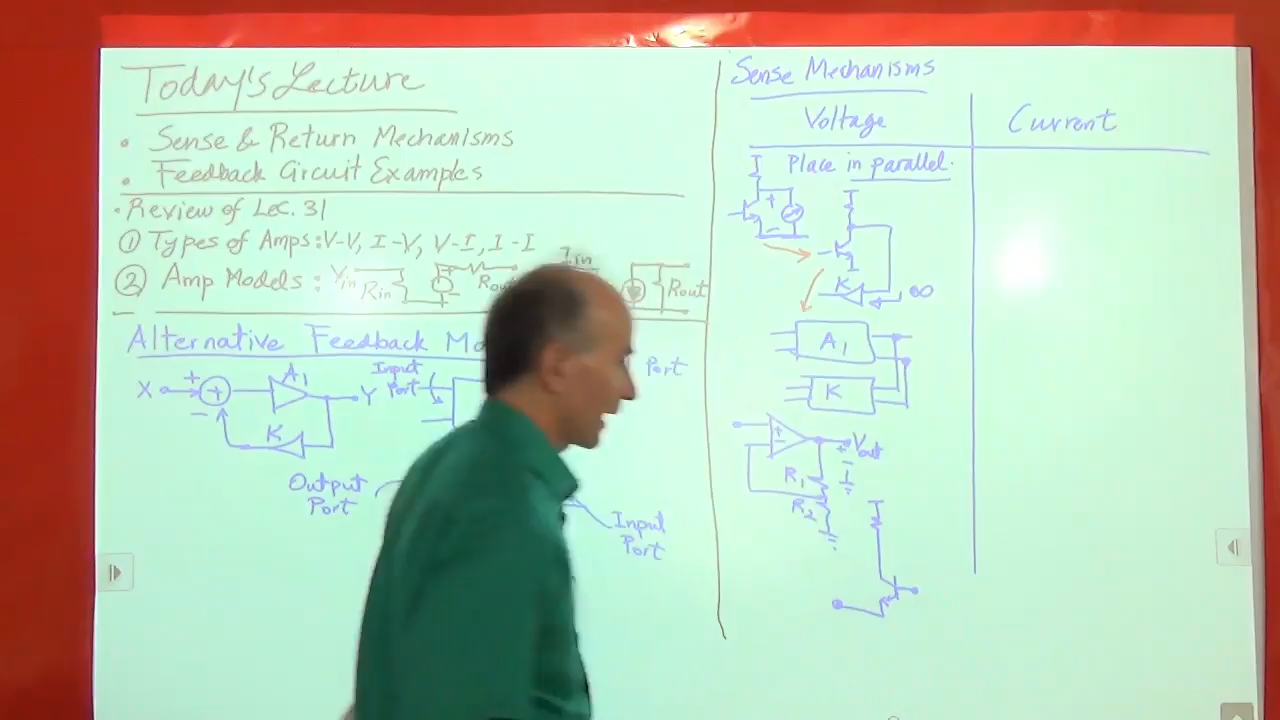 Today's Lecture
• Sense & Return Mechanisms
• Feedback Circuit Examples
• Review of Lec. 31
① Types of Amps: V-V, I-V, V-I, I-I
② Amp Models: Vin Rin Rout Iin Rout
Alternative Feedback
X + − + A1 K Y
Input Port
Port
Output Port
Input Port
Sense Mechanisms
Voltage
Current
Place in parallel.
+ −
K ∞
A1
K
+ − + Vout
R1
R2